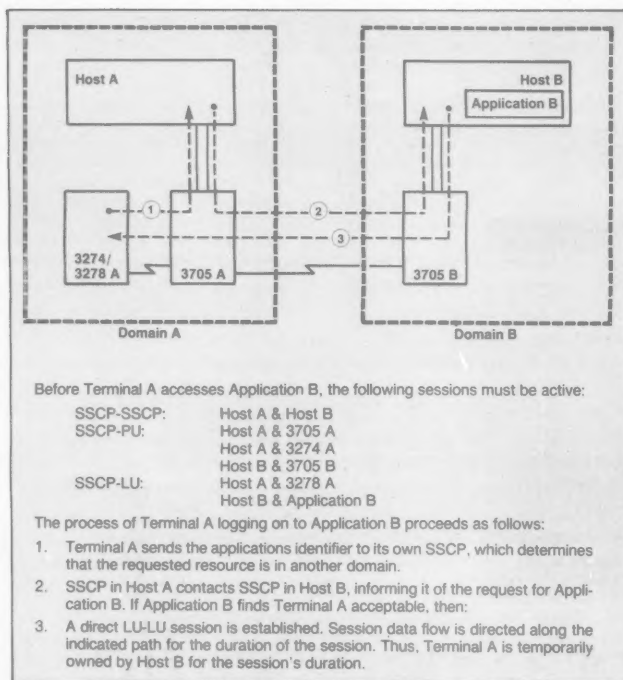 Host A
Host B
Application B
1
2
3
3274/
3278 A
3705 A
3705 B
Domain A
Domain B
Before Terminal A accesses Application B, the following sessions must be active:
SSCP-SSCP: Host A & Host B
SSCP-PU: Host A & 3705 A
Host A & 3274 A
Host B & 3705 B
SSCP-LU: Host A & 3278 A
Host B & Application B
The process of Terminal A logging on to Application B proceeds as follows:
1. Terminal A sends the applications identifier to its own SSCP, which determines
that the requested resource is in another domain.
2. SSCP in Host A contacts SSCP in Host B, informing it of the request for Appli-
cation B. If Application B finds Terminal A acceptable, then:
3. A direct LU-LU session is established. Session data flow is directed along the
indicated path for the duration of the session. Thus, Terminal A is temporarily
owned by Host B for the session's duration.